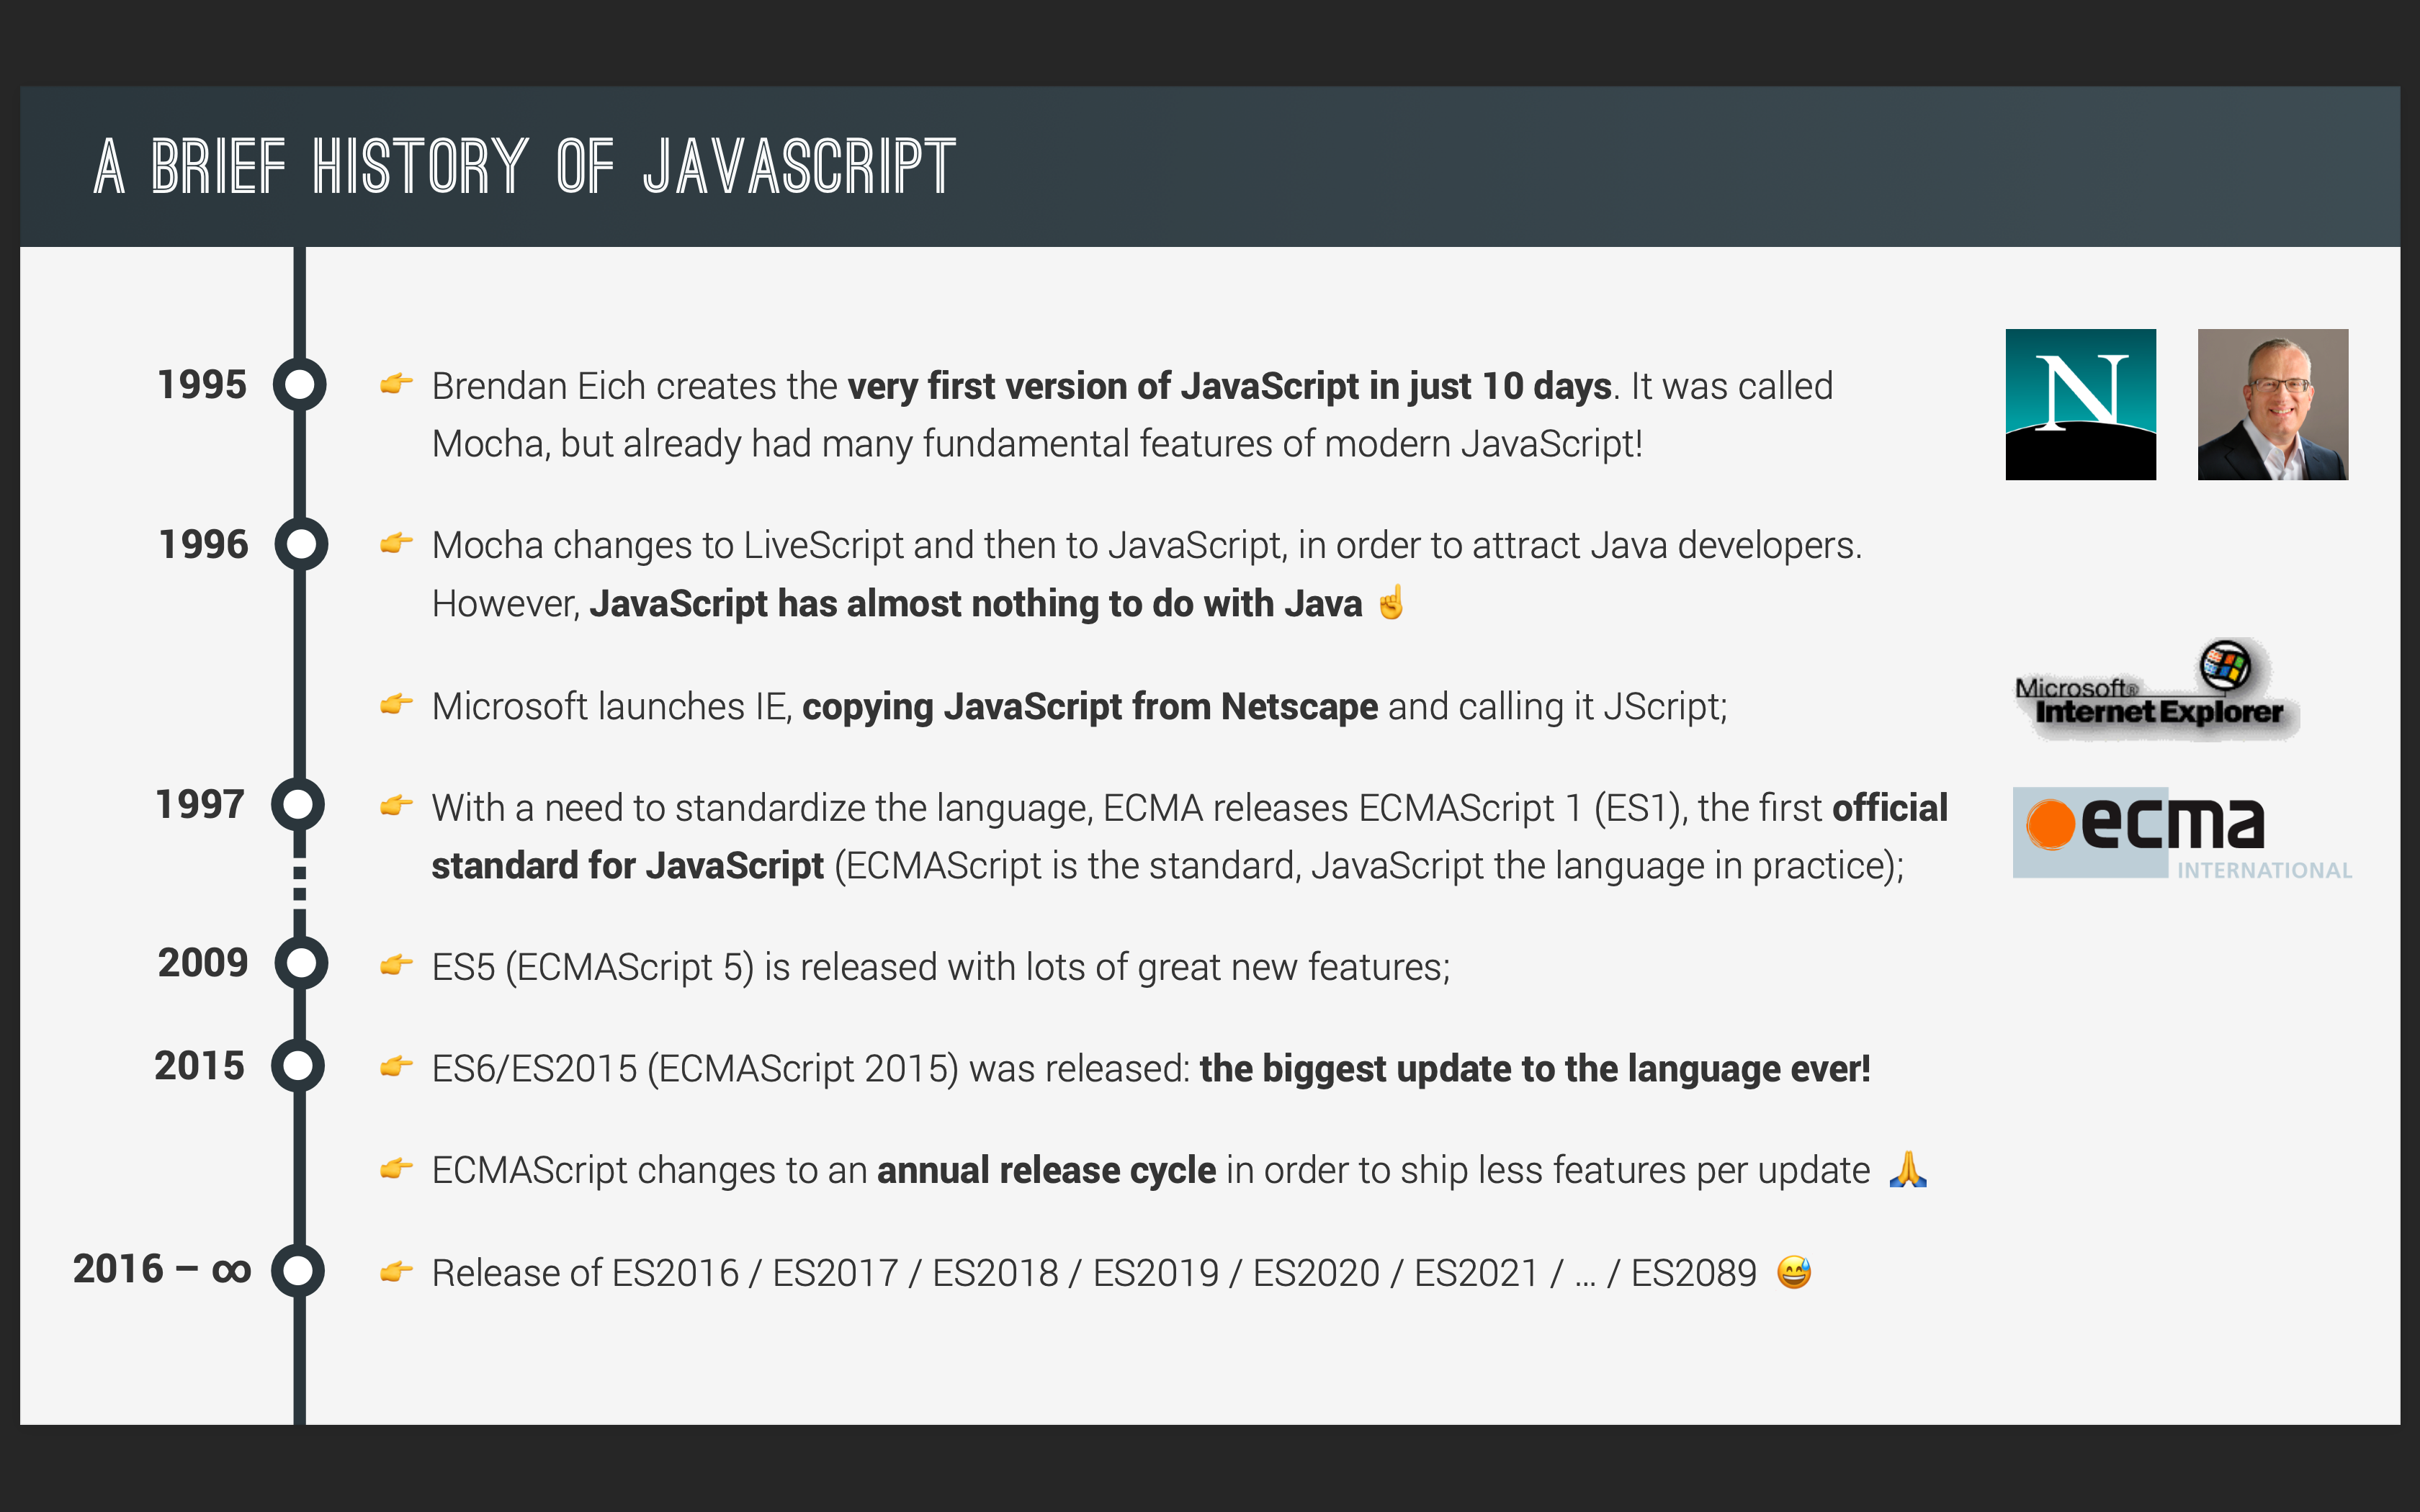 A BRIEF HISTORY OF JAVASCRIPT
1995
👉 Brendan Eich creates the very first version of JavaScript in just 10 days. It was called
Mocha, but already had many fundamental features of modern JavaScript!
N
1996
👉 Mocha changes to LiveScript and then to JavaScript, in order to attract Java developers.
However, JavaScript has almost nothing to do with Java ☝️
👉 Microsoft launches IE, copying JavaScript from Netscape and calling it JScript;
Microsoft®
Internet Explorer
1997
👉 With a need to standardize the language, ECMA releases ECMAScript 1 (ES1), the first official
standard for JavaScript (ECMAScript is the standard, JavaScript the language in practice);
ecma
INTERNATIONAL
2009
👉 ES5 (ECMAScript 5) is released with lots of great new features;
2015
👉 ES6/ES2015 (ECMAScript 2015) was released: the biggest update to the language ever!
👉 ECMAScript changes to an annual release cycle in order to ship less features per update 🙏
2016 – ∞
👉 Release of ES2016 / ES2017 / ES2018 / ES2019 / ES2020 / ES2021 / ... / ES2089 😅